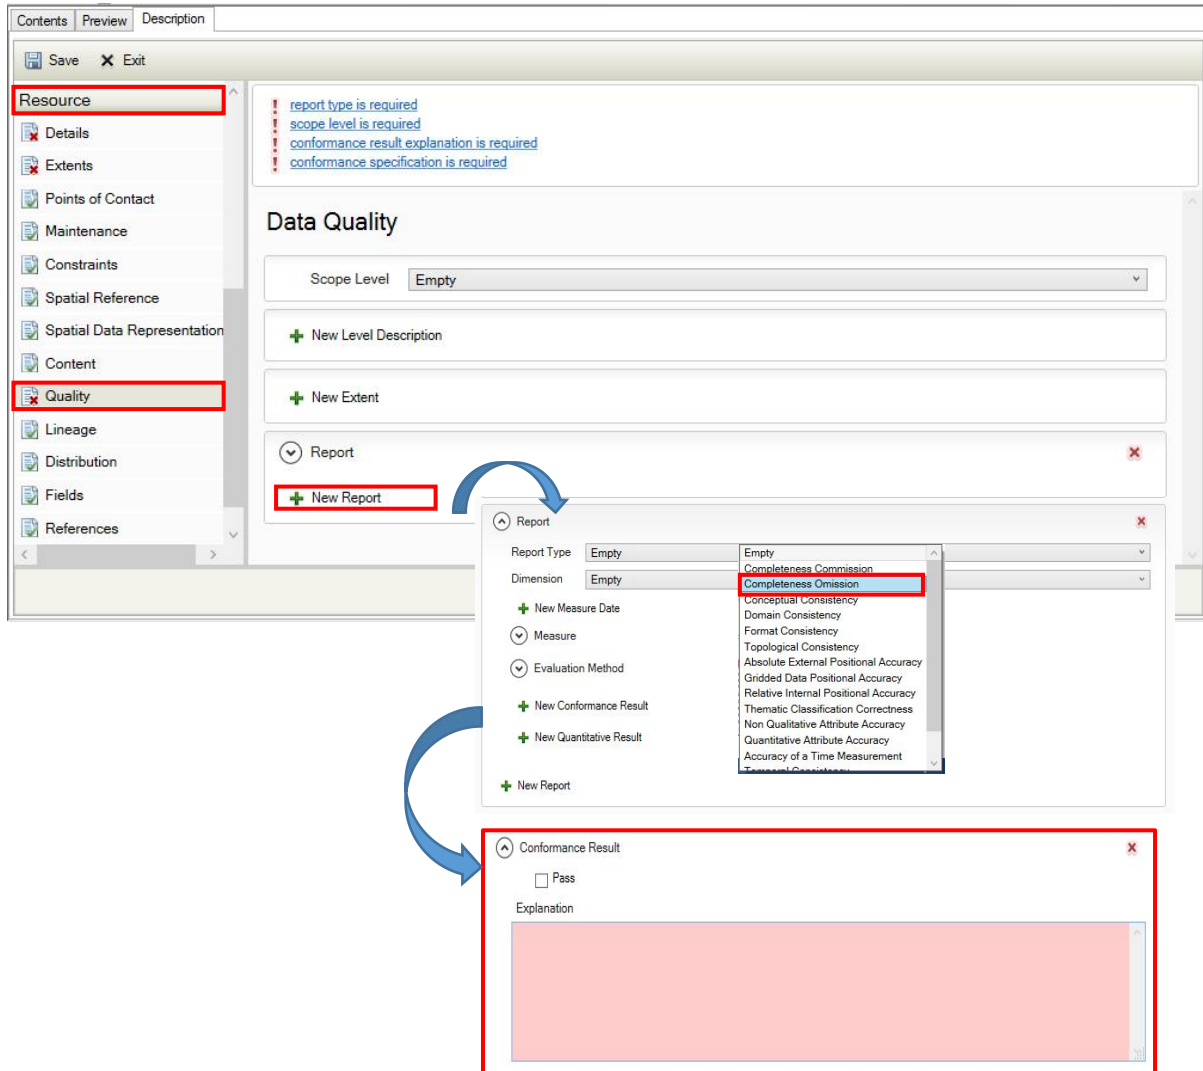 Contents Preview Description
Save Exit
Resource
Details
Extents
Points of Contact
Maintenance
Constraints
Spatial Reference
Spatial Data Representation
Content
Quality
Lineage
Distribution
Fields
References
report type is required
scope level is required
conformance result explanation is required
conformance specification is required
Data Quality
Scope Level Empty
New Level Description
New Extent
Report
New Report
Report
Report Type Empty
Dimension Empty
New Measure Date
Measure
Evaluation Method
New Conformance Result
New Quantitative Result
New Report
Empty
Completeness Commission
Completeness Omission
Conceptual Consistency
Domain Consistency
Format Consistency
Topological Consistency
Absolute External Positional Accuracy
Gridded Data Positional Accuracy
Relative Internal Positional Accuracy
Thematic Classification Correctness
Non Qualitative Attribute Accuracy
Quantitative Attribute Accuracy
Accuracy of a Time Measurement
Temporal Consistency
Conformance Result
Pass
Explanation